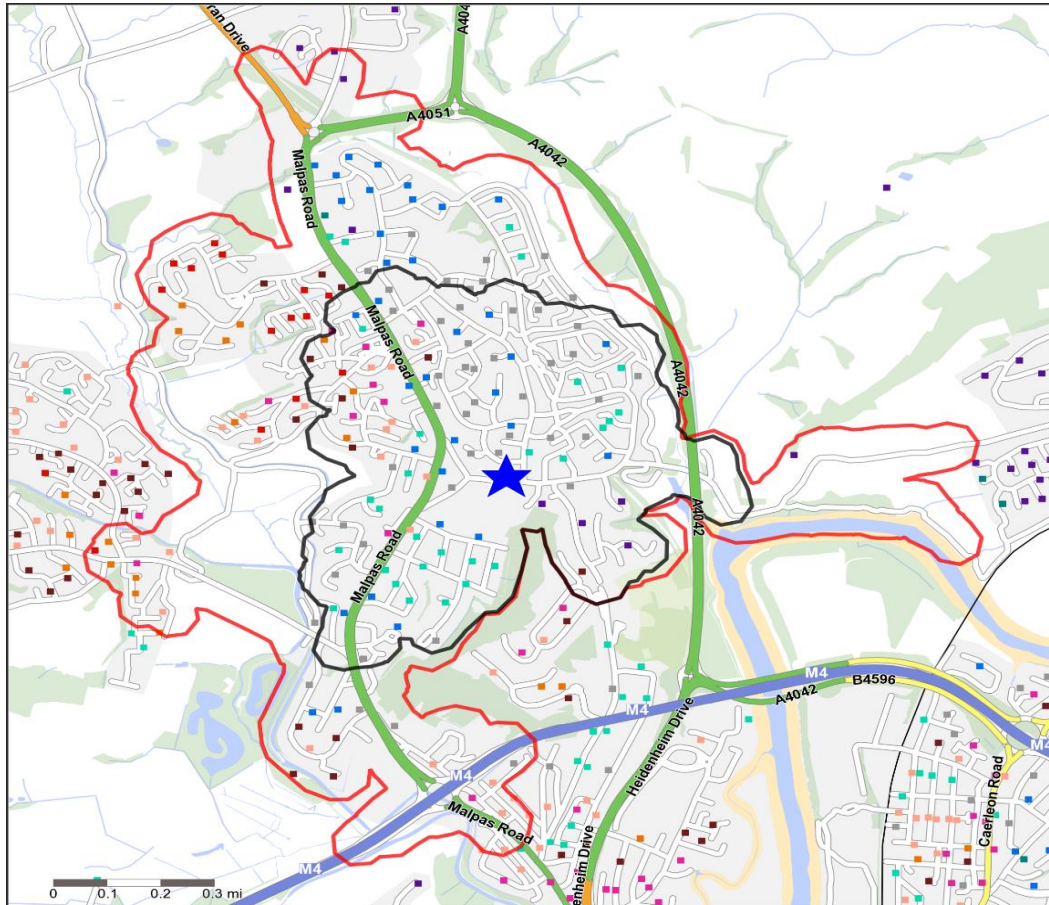 ran Drive
A404
A4051
A4042
Malpas Road
Malpas Road
A4042
A4042
Malpas Road
M4
A4042
B4596
M4
M4
Heidenheim Drive
Malpas Road
Caerleon Road
enheim Drive
M4
0 0.1 0.2 0.3 mi